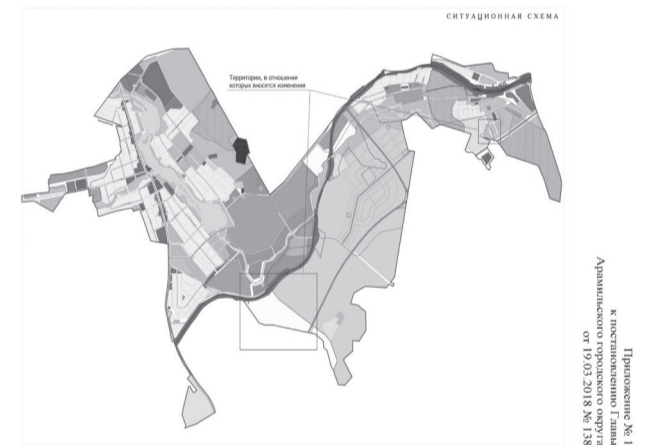 СИТУАЦИОННАЯ СХЕМА
Территории, в отношении
которых вносятся изменения
Приложение № 1
к постановлению Главы
Арамильского городского округа
от 19.03.2018 № 138